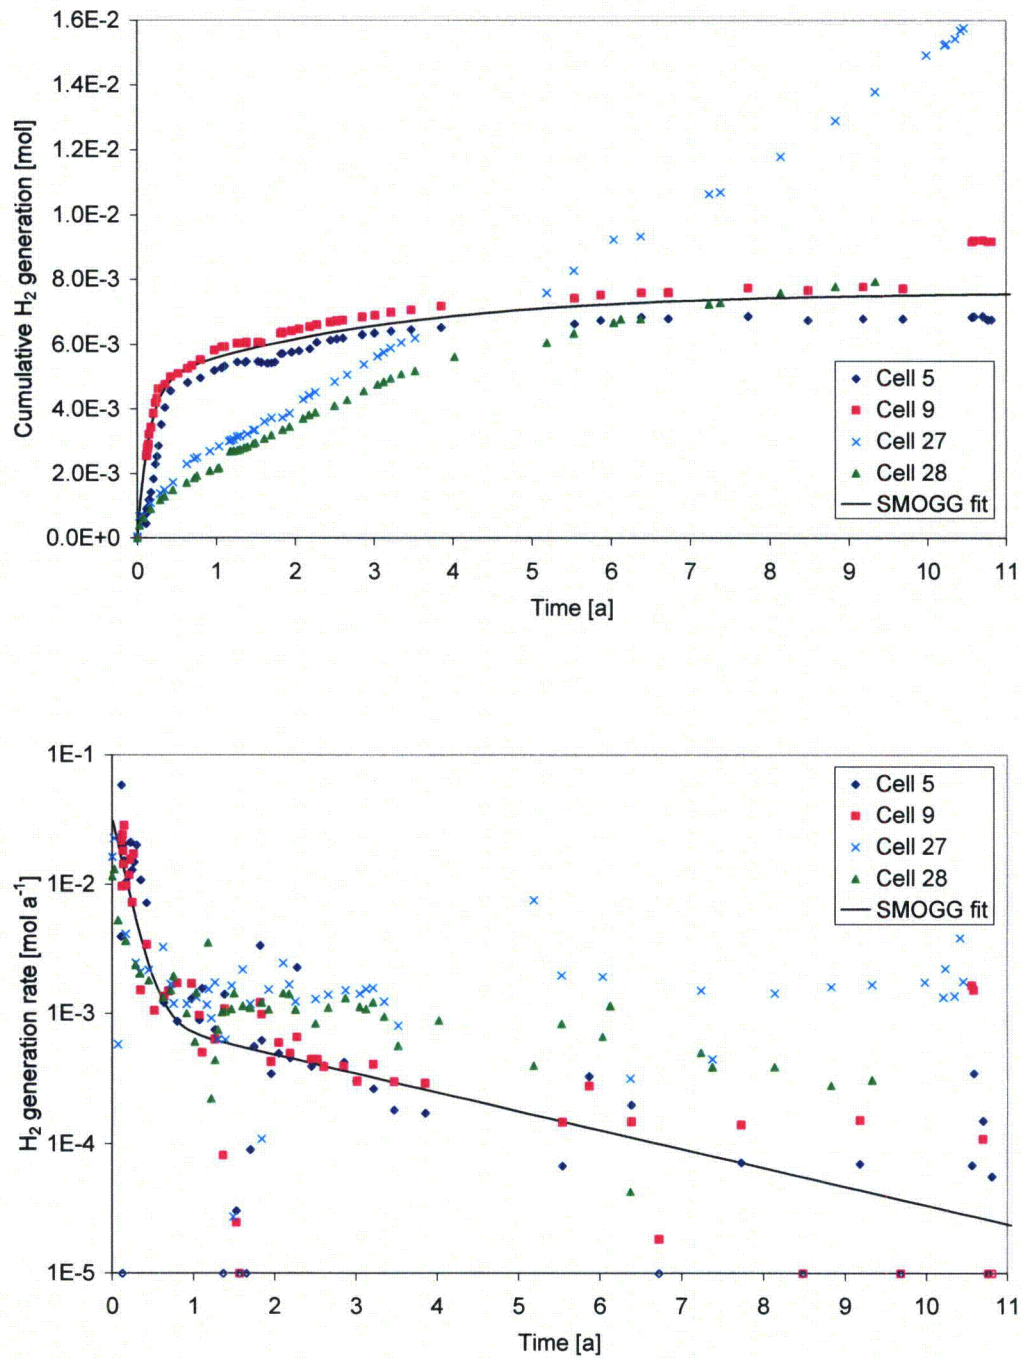 1.6E-2
1.4E-2
1.2E-2
1.0E-2
8.0E-3
6.0E-3
4.0E-3
2.0E-3
0.0E+0
Cumulative H₂ generation [mol]
Cell 5
Cell 9
Cell 27
Cell 28
SMOGG fit
0 1 2 3 4 5 6 7 8 9 10 11
Time [a]
1E-1
1E-2
1E-3
1E-4
1E-5
H₂ generation rate [mol a⁻¹]
Cell 5
Cell 9
Cell 27
Cell 28
SMOGG fit
0 1 2 3 4 5 6 7 8 9 10 11
Time [a]